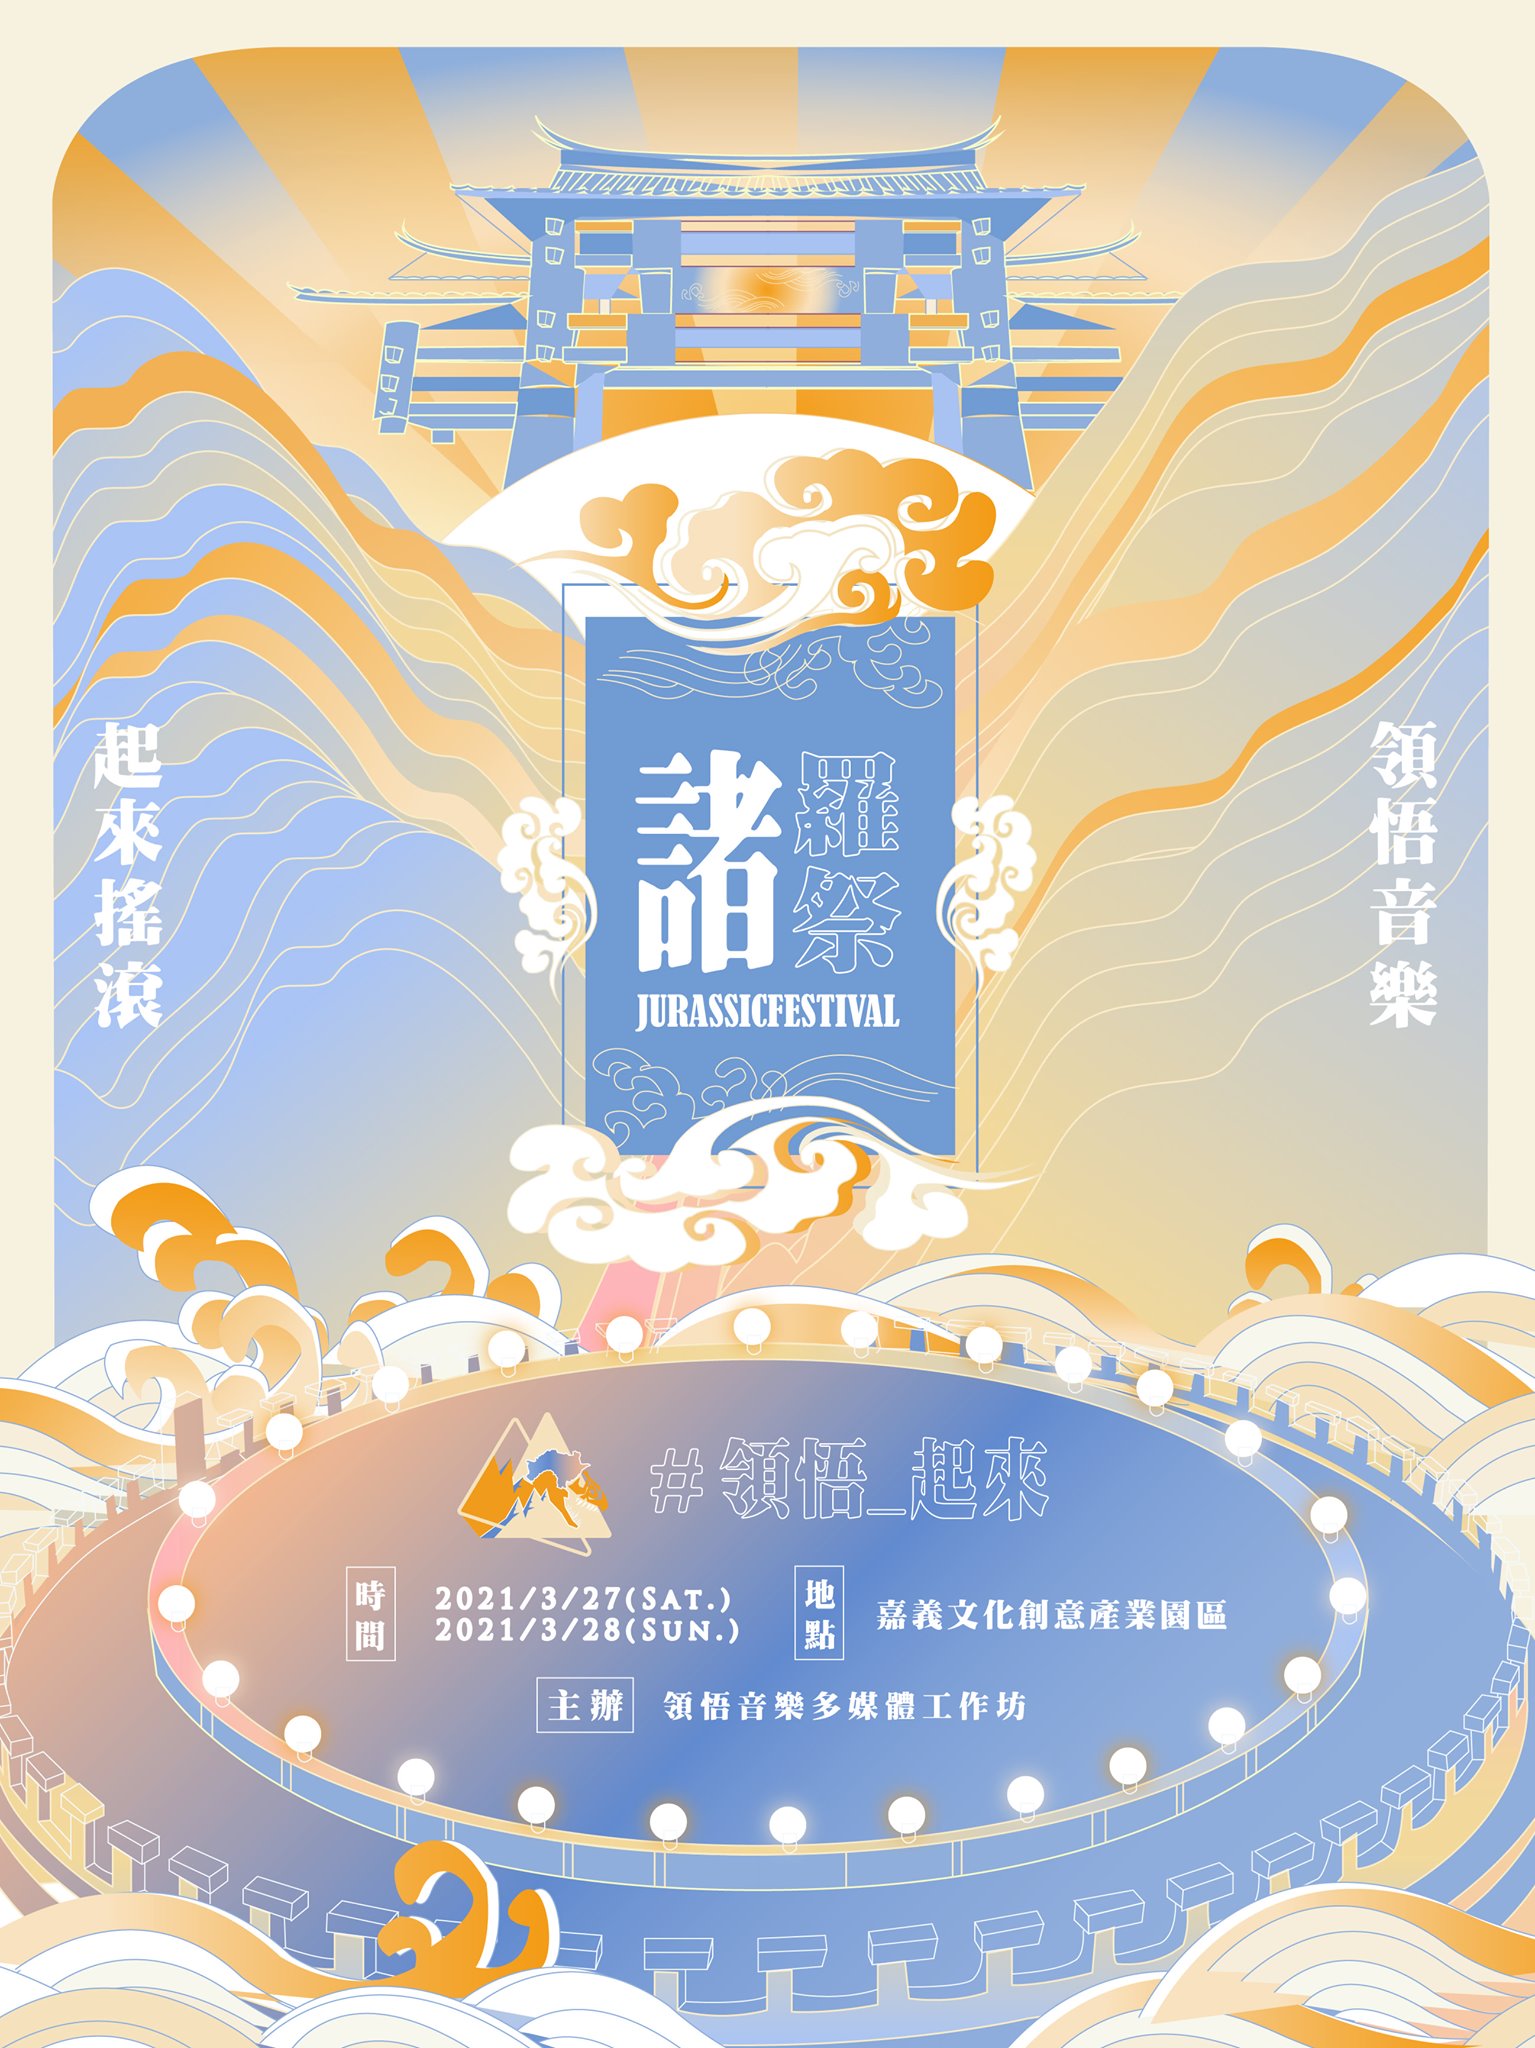 領悟音樂
起來搖滾
諸羅祭
JURASSICFESTIVAL
#領悟_起來
時間
2021/3/27(SAT.)
2021/3/28(SUN.)
地點
嘉義文化創意產業園區
主辦 領悟音樂多媒體工作坊